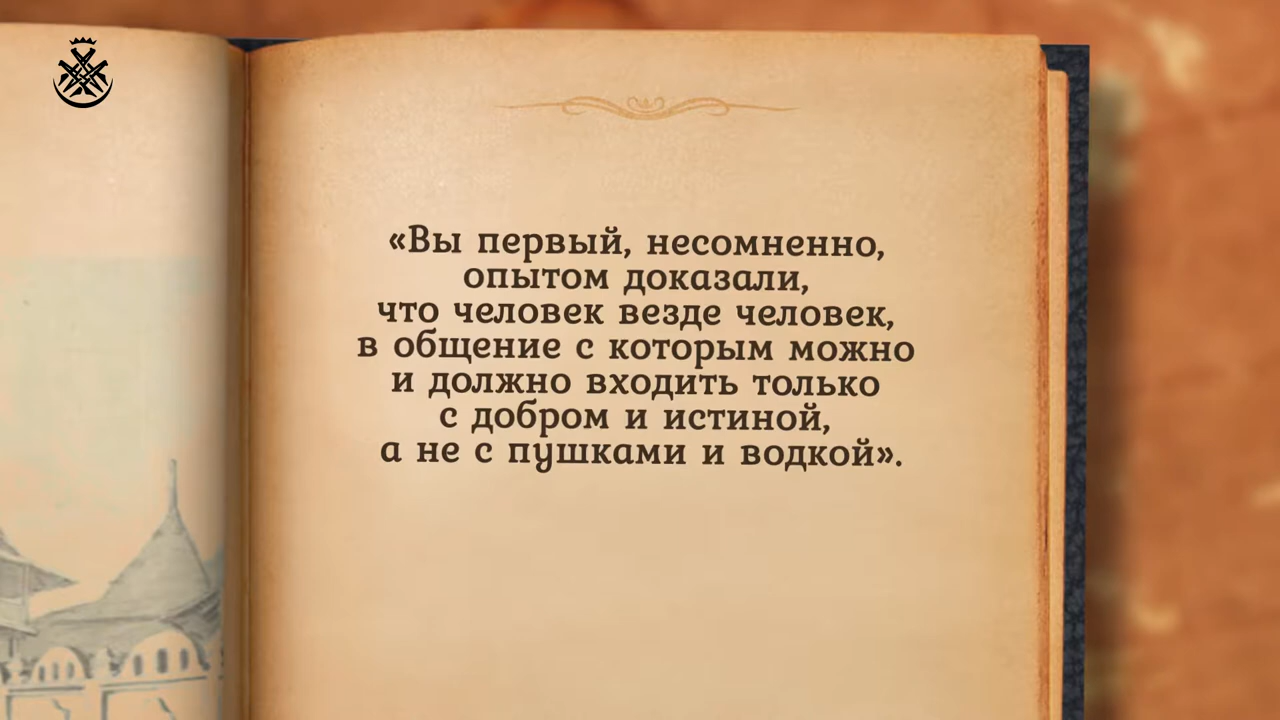 «Вы первый, несомненно,
опытом доказали,
что человек везде человек,
в общение с которым можно
и должно входить только
с добром и истиной,
а не с пушками и водкой».